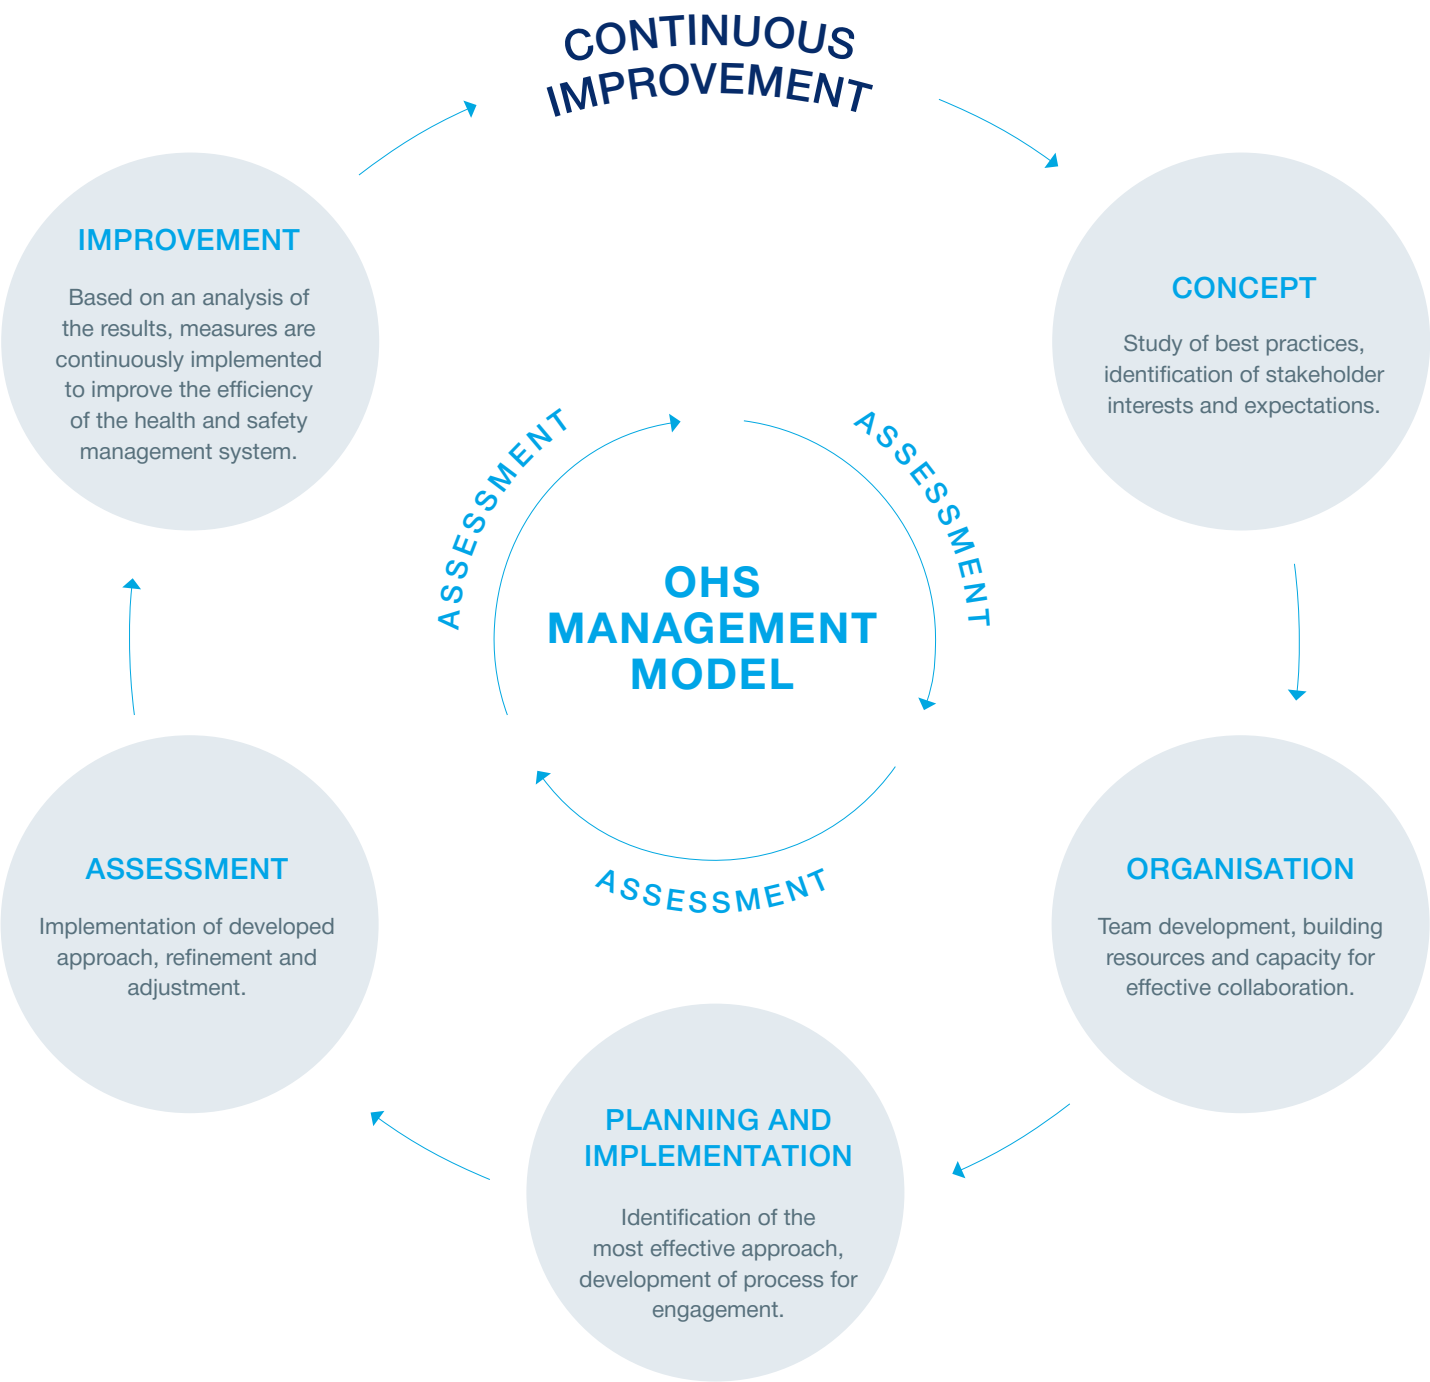 CONTINUOUS
IMPROVEMENT
IMPROVEMENT
Based on an analysis of
the results, measures are
continuously implemented
to improve the efficiency
of the health and safety
management system.
CONCEPT
Study of best practices,
identification of stakeholder
interests and expectations.
ASSESSMENT
ASSESSMENT
OHS
MANAGEMENT
MODEL
ASSESSMENT
ASSESSMENT
Implementation of developed
approach, refinement and
adjustment.
ORGANISATION
Team development, building
resources and capacity for
effective collaboration.
PLANNING AND
IMPLEMENTATION
Identification of the
most effective approach,
development of process for
engagement.